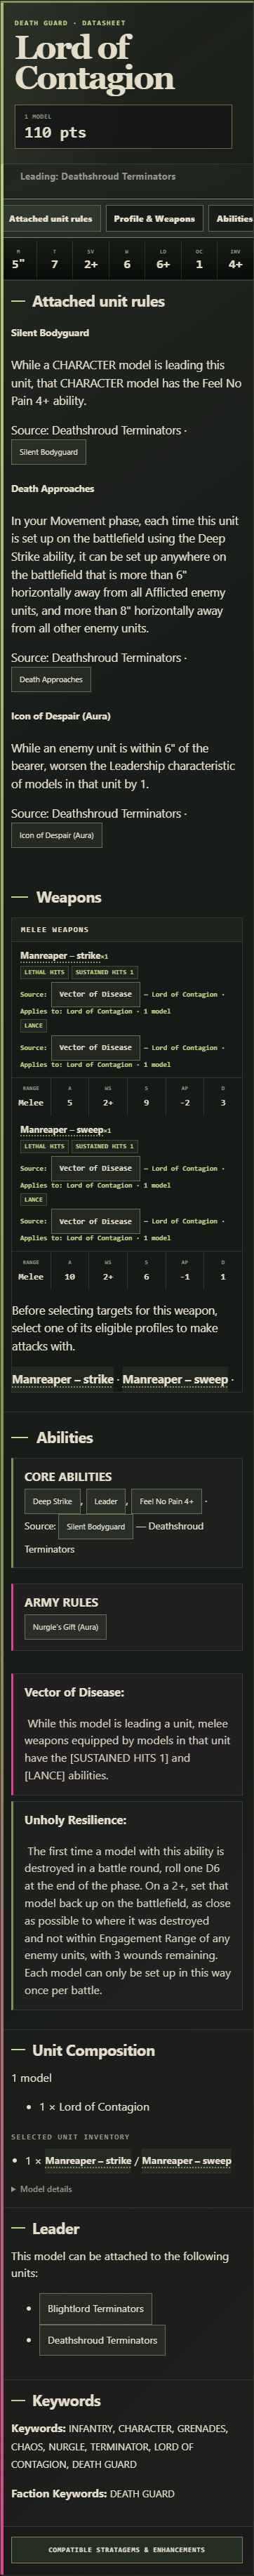 DEATH GUARD · DATASHEET
Lord of
Contagion
1 MODEL
110 pts
Leading: Deathshroud Terminators
Attached unit rules
Profile & Weapons
Abilities
M T SV W LD OC INV
5" 7 2+ 6 6+ 1 4+
Attached unit rules
Silent Bodyguard
While a CHARACTER model is leading this
unit, that CHARACTER model has the Feel No
Pain 4+ ability.
Source: Deathshroud Terminators ·
Silent Bodyguard
Death Approaches
In your Movement phase, each time this unit
is set up on the battlefield using the Deep
Strike ability, it can be set up anywhere on
the battlefield that is more than 6"
horizontally away from all Afflicted enemy
units, and more than 8" horizontally away
from all other enemy units.
Source: Deathshroud Terminators ·
Death Approaches
Icon of Despair (Aura)
While an enemy unit is within 6" of the
bearer, worsen the Leadership characteristic
of models in that unit by 1.
Source: Deathshroud Terminators ·
Icon of Despair (Aura)
Weapons
MELEE WEAPONS
Manreaper – strike×1
LETHAL HITS SUSTAINED HITS 1
Source: Vector of Disease — Lord of Contagion ·
Applies to: Lord of Contagion · 1 model
LANCE
Source: Vector of Disease — Lord of Contagion ·
Applies to: Lord of Contagion · 1 model
RANGE A WS S AP D
Melee 5 2+ 9 -2 3
Manreaper – sweep×1
LETHAL HITS SUSTAINED HITS 1
Source: Vector of Disease — Lord of Contagion ·
Applies to: Lord of Contagion · 1 model
LANCE
Source: Vector of Disease — Lord of Contagion ·
Applies to: Lord of Contagion · 1 model
RANGE A WS S AP D
Melee 10 2+ 6 -1 1
Before selecting targets for this weapon,
select one of its eligible profiles to make
attacks with.
Manreaper – strike · Manreaper – sweep ·
Abilities
CORE ABILITIES
Deep Strike , Leader , Feel No Pain 4+ ·
Source: Silent Bodyguard — Deathshroud
Terminators
ARMY RULES
Nurgle's Gift (Aura)
Vector of Disease:
While this model is leading a unit, melee
weapons equipped by models in that unit
have the [SUSTAINED HITS 1] and
[LANCE] abilities.
Unholy Resilience:
The first time a model with this ability is
destroyed in a battle round, roll one D6
at the end of the phase. On a 2+, set that
model back up on the battlefield, as close
as possible to where it was destroyed
and not within Engagement Range of any
enemy units, with 3 wounds remaining.
Each model can only be set up in this way
once per battle.
Unit Composition
1 model
• 1 × Lord of Contagion
SELECTED UNIT INVENTORY
• 1 × Manreaper – strike / Manreaper – sweep
▶ Model details
Leader
This model can be attached to the following
units:
• Blightlord Terminators
• Deathshroud Terminators
Keywords
Keywords: INFANTRY, CHARACTER, GRENADES,
CHAOS, NURGLE, TERMINATOR, LORD OF
CONTAGION, DEATH GUARD
Faction Keywords: DEATH GUARD
COMPATIBLE STRATAGEMS & ENHANCEMENTS